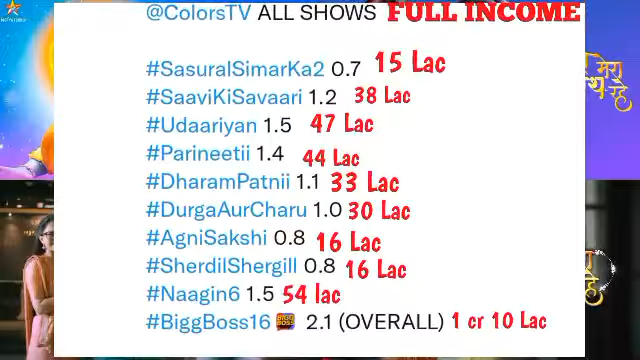 @ColorsTV ALL SHOWS FULL INCOME
#SasuralSimarKa2 0.7 15 Lac
#SaaviKiSavaari 1.2 38 Lac
#Udaariyan 1.5 47 Lac
#Parineetii 1.4 44 Lac
#DharamPatnii 1.1 33 Lac
#DurgaAurCharu 1.0 30 Lac
#AgniSakshi 0.8 16 Lac
#SherdilShergill 0.8 16 Lac
#Naagin6 1.5 54 lac
#BiggBoss16 BIGG BOSS 2.1 (OVERALL) 1 cr 10 Lac
मेरा
रहे